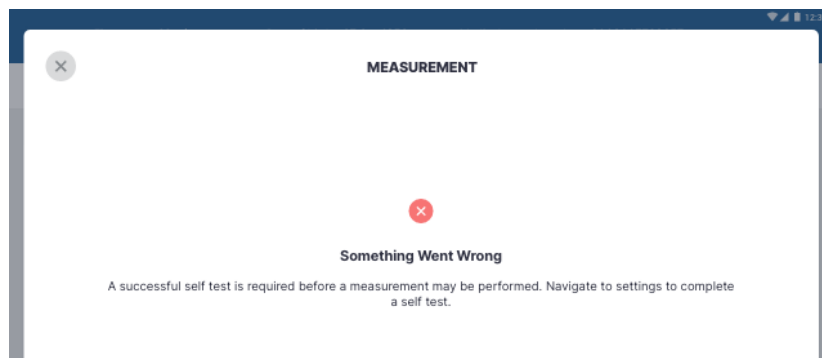 MEASUREMENT
Something Went Wrong
A successful self test is required before a measurement may be performed. Navigate to settings to complete
a self test.